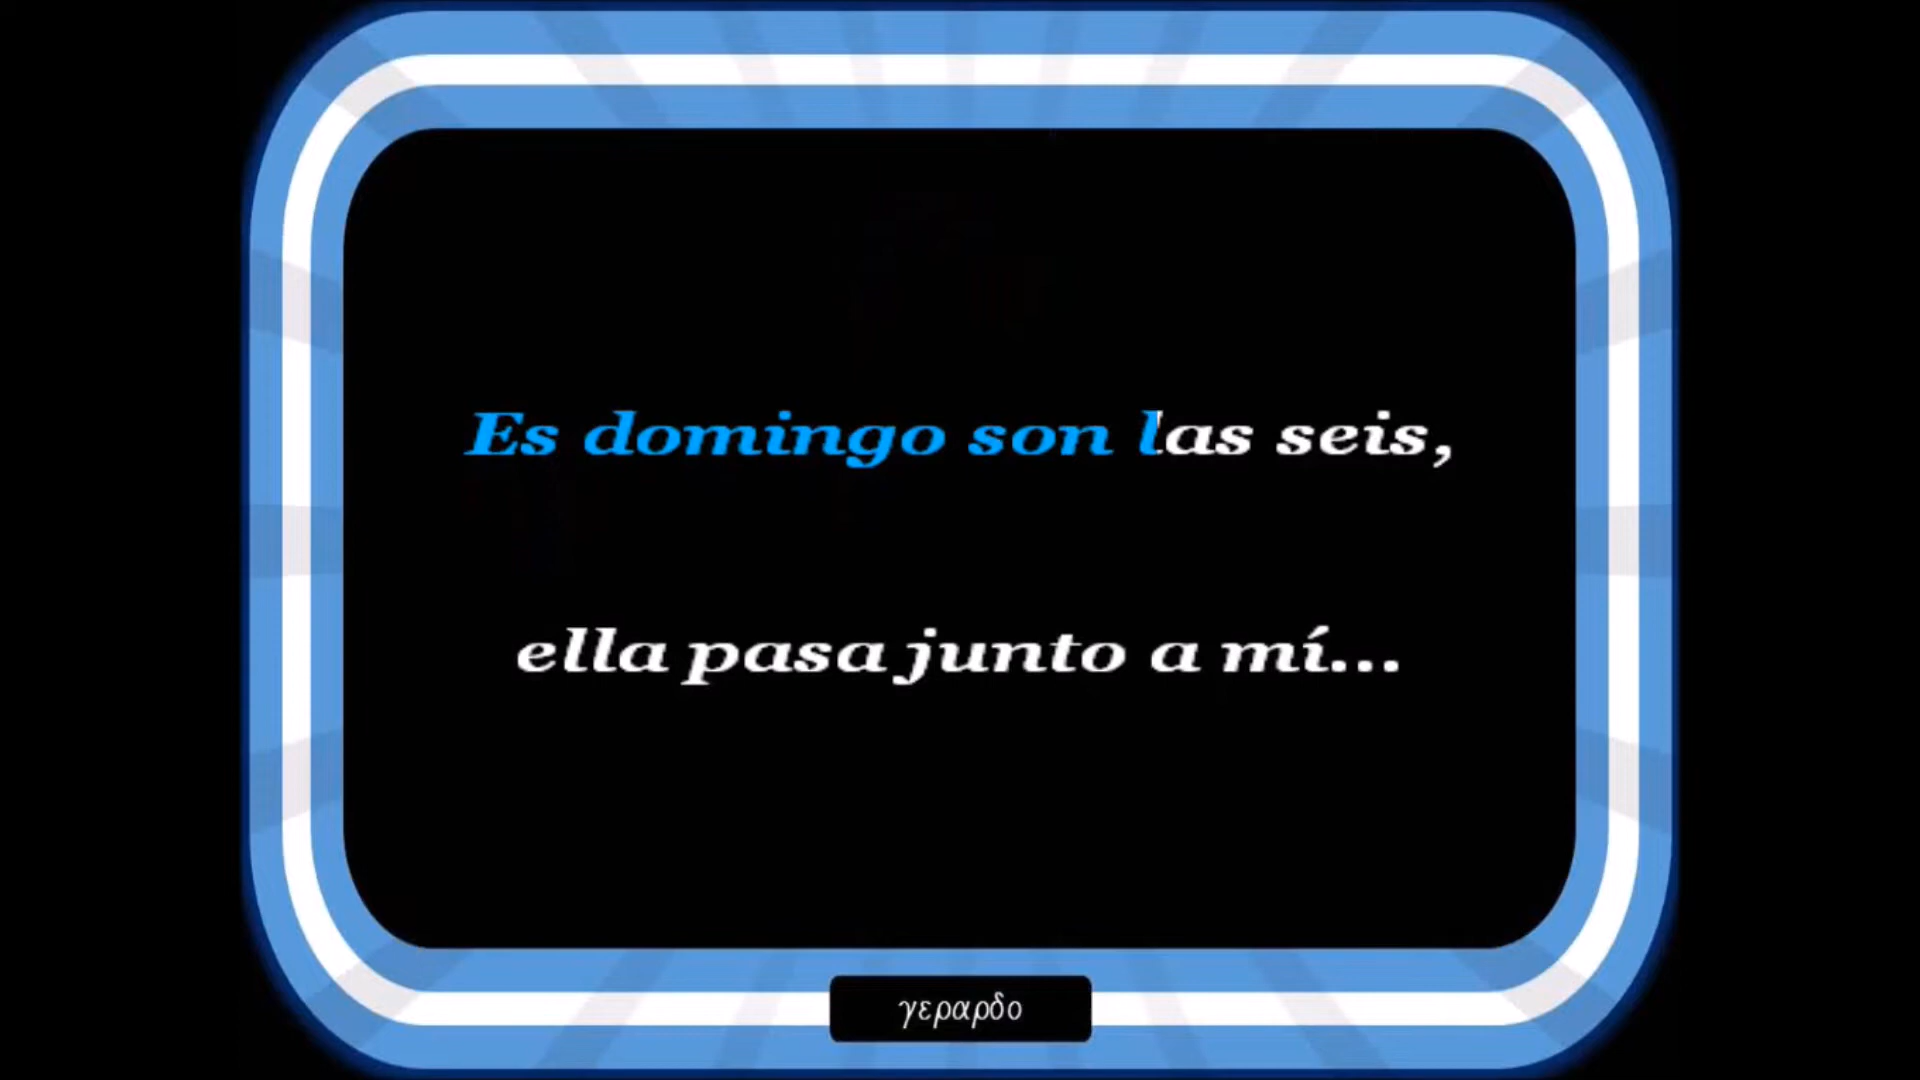 Es domingo son las seis,
ella pasa junto a mí...
γεραρδο